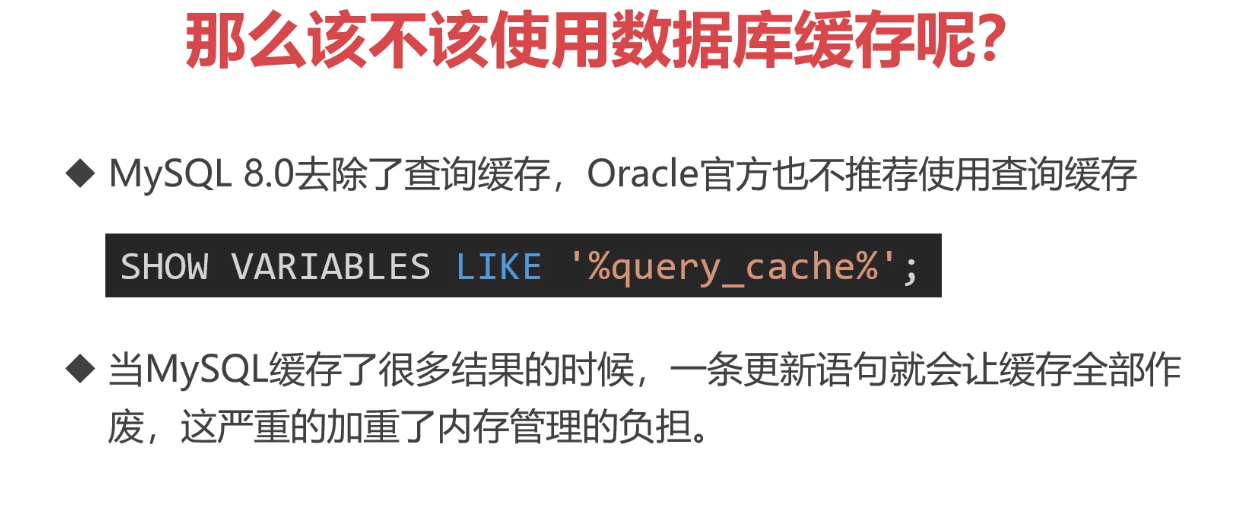 那么该不该使用数据库缓存呢？
◆ MySQL 8.0去除了查询缓存，Oracle官方也不推荐使用查询缓存
SHOW VARIABLES LIKE '%query_cache%';
◆ 当MySQL缓存了很多结果的时候，一条更新语句就会让缓存全部作
废，这严重的加重了内存管理的负担。